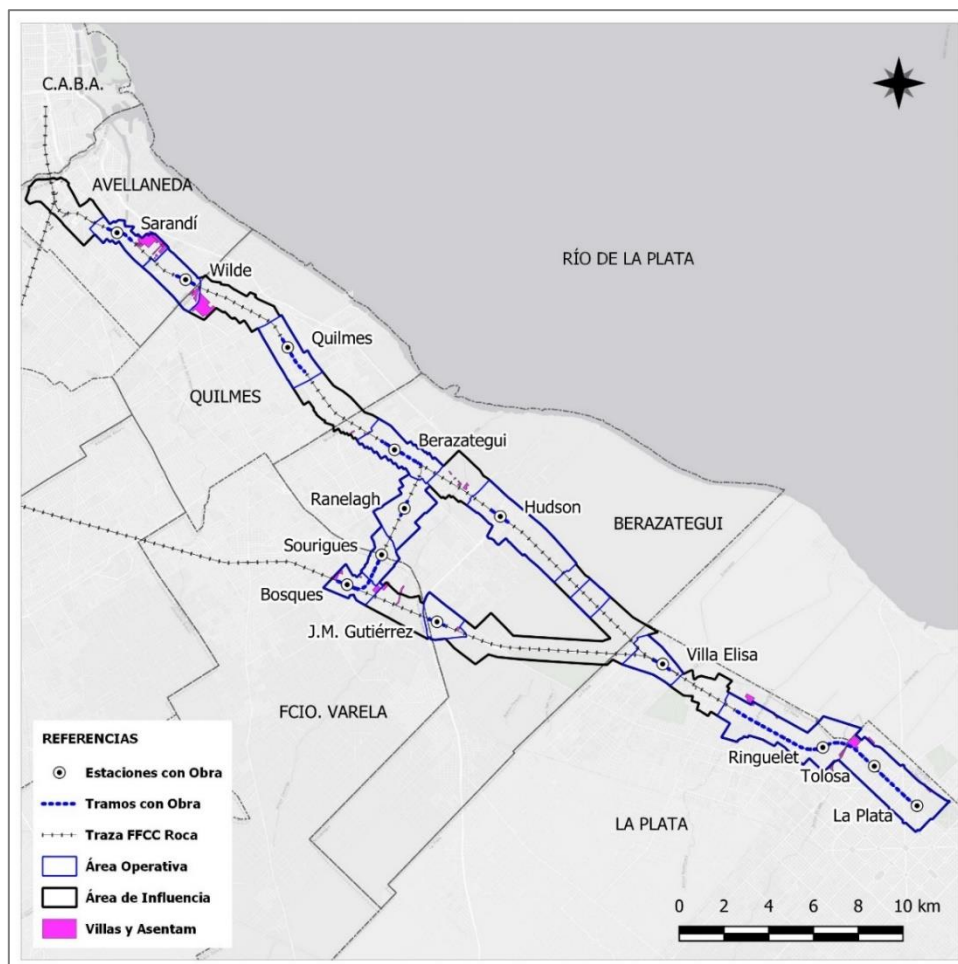 C.A.B.A.
AVELLANEDA
Sarandí
Wilde
RÍO DE LA PLATA
Quilmes
QUILMES
Berazategui
Ranelagh
Hudson
BERAZATEGUI
Sourigues
Bosques
J.M. Gutiérrez
Villa Elisa
FCIO. VARELA
Ringuelet
Tolosa
La Plata
LA PLATA
REFERENCIAS
Estaciones con Obra
Tramos con Obra
Traza FFCC Roca
Área Operativa
Área de Influencia
Villas y Asentam
0 2 4 6 8 10 km